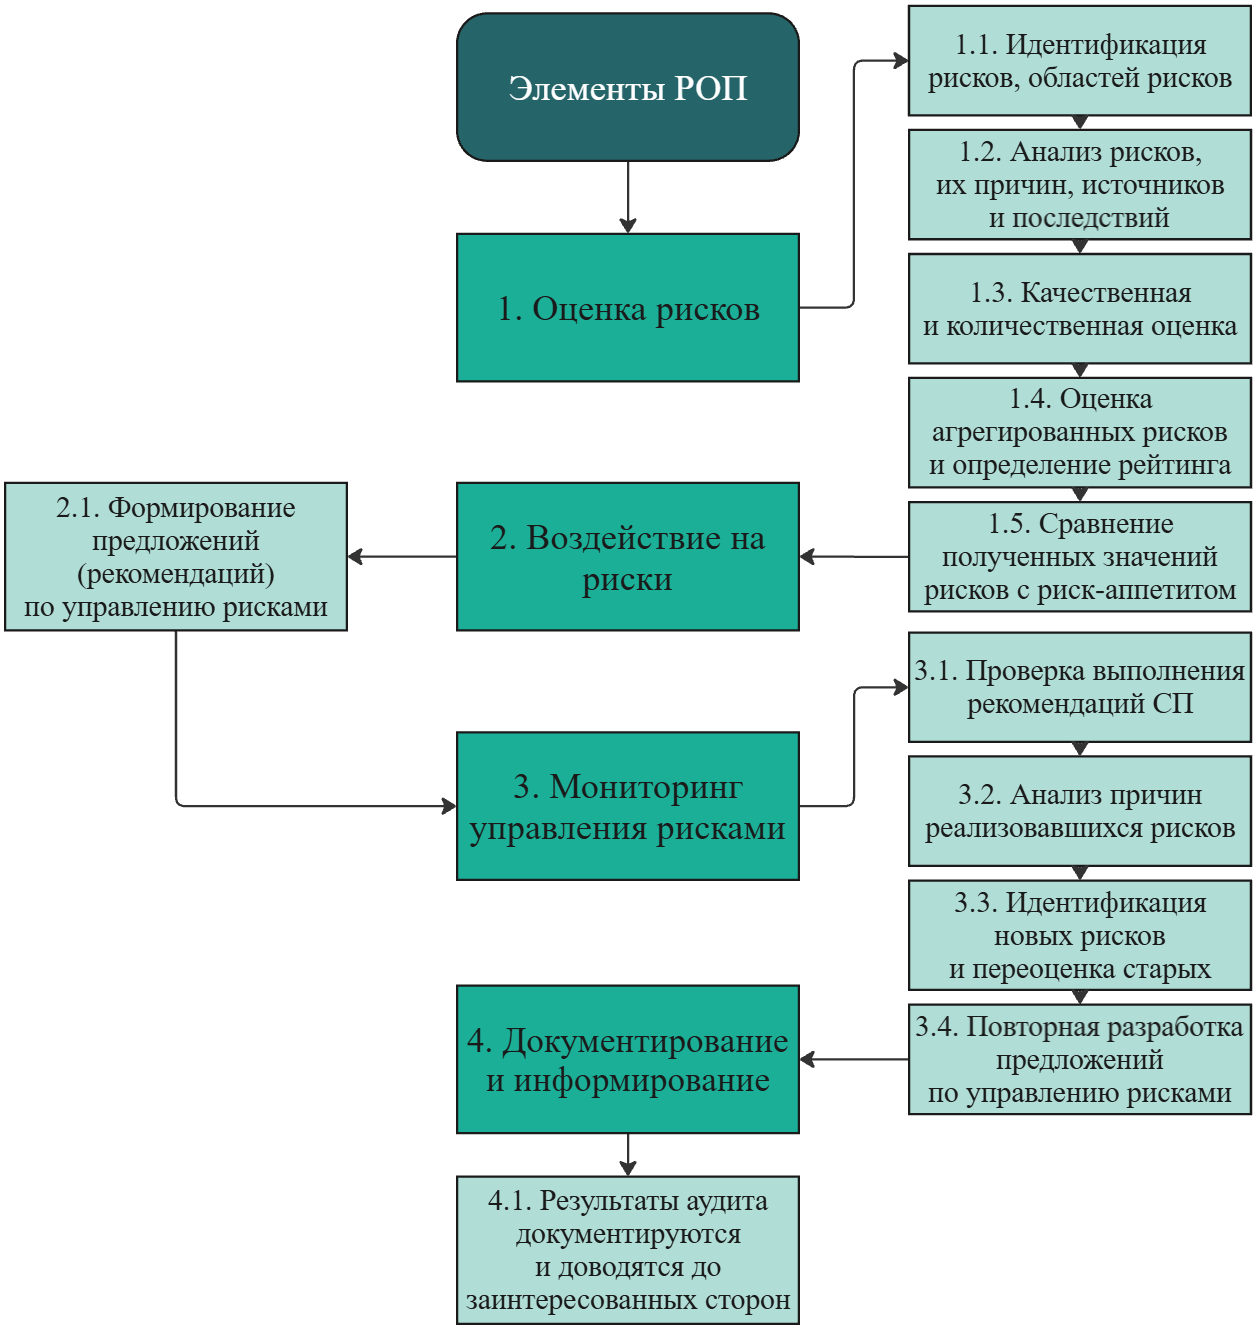 Элементы РОП
1. Оценка рисков
1.1. Идентификация
рисков, областей рисков
1.2. Анализ рисков,
их причин, источников
и последствий
1.3. Качественная
и количественная оценка
1.4. Оценка
агрегированных рисков
и определение рейтинга
1.5. Сравнение
полученных значений
рисков с риск-аппетитом
2. Воздействие на
риски
2.1. Формирование
предложений
(рекомендаций)
по управлению рисками
3. Мониторинг
управления рисками
3.1. Проверка выполнения
рекомендаций СП
3.2. Анализ причин
реализовавшихся рисков
3.3. Идентификация
новых рисков
и переоценка старых
3.4. Повторная разработка
предложений
по управлению рисками
4. Документирование
и информирование
4.1. Результаты аудита
документируются
и доводятся до
заинтересованных сторон